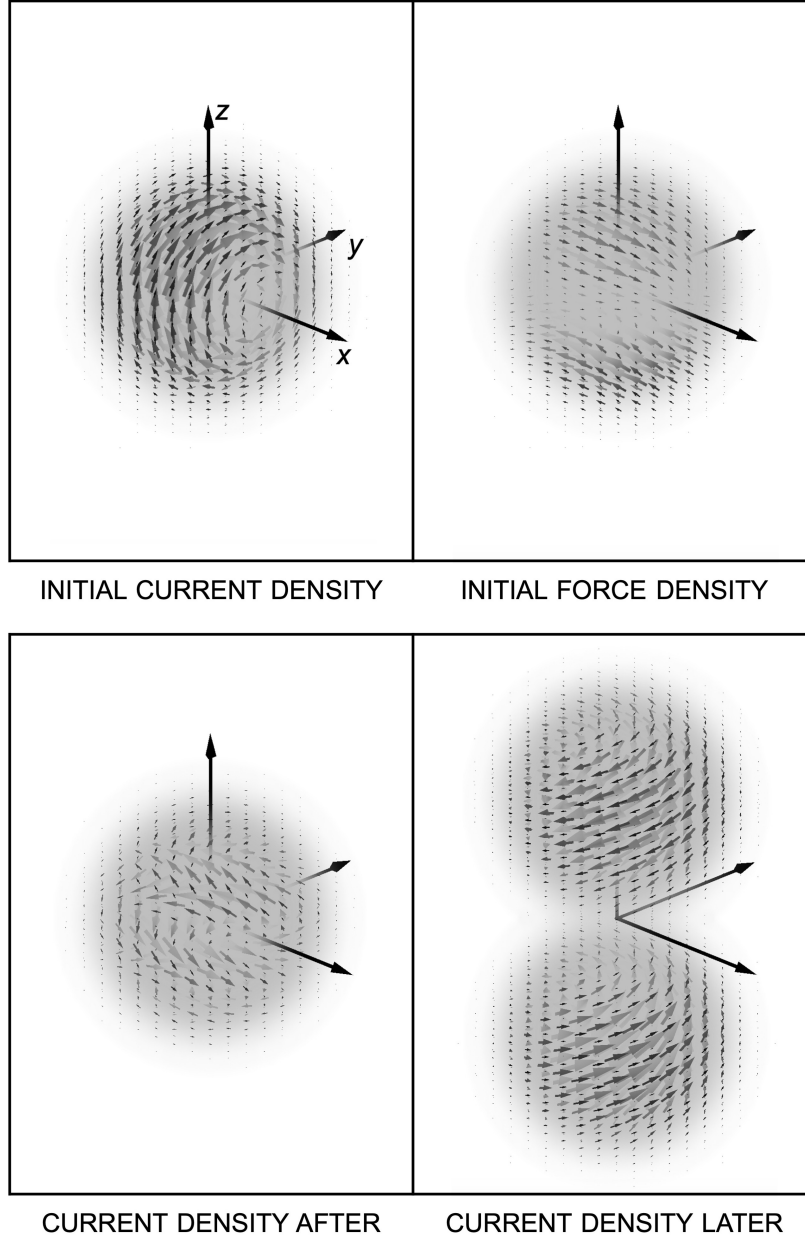 z
y
x
INITIAL CURRENT DENSITY
INITIAL FORCE DENSITY
CURRENT DENSITY AFTER
CURRENT DENSITY LATER